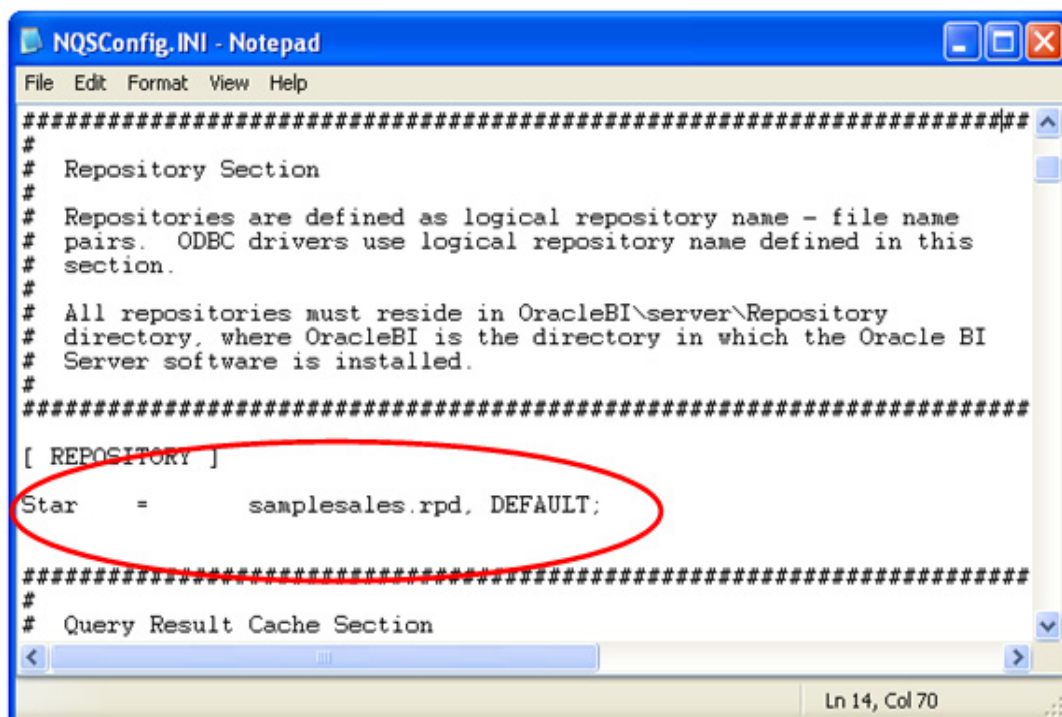 NQSConfig.INI - Notepad
File Edit Format View Help
#######################################################################
#
# Repository Section
#
# Repositories are defined as logical repository name - file name
# pairs. ODBC drivers use logical repository name defined in this
# section.
#
# All repositories must reside in OracleBI\server\Repository
# directory, where OracleBI is the directory in which the Oracle BI
# Server software is installed.
#
#######################################################################
[ REPOSITORY ]
Star = samplesales.rpd, DEFAULT;
#######################################################################
#
# Query Result Cache Section
Ln 14, Col 70